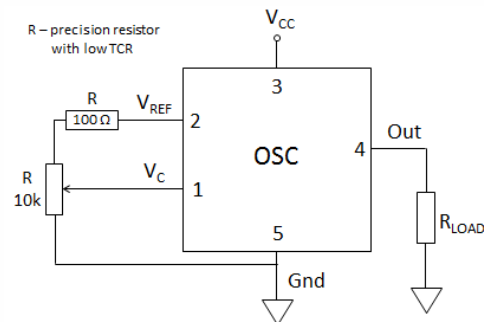 R – precision resistor
with low TCR
V_CC
3
R
100 Ω
V_REF
2
Out
4
OSC
R
10k
V_C
1
R_LOAD
5
Gnd